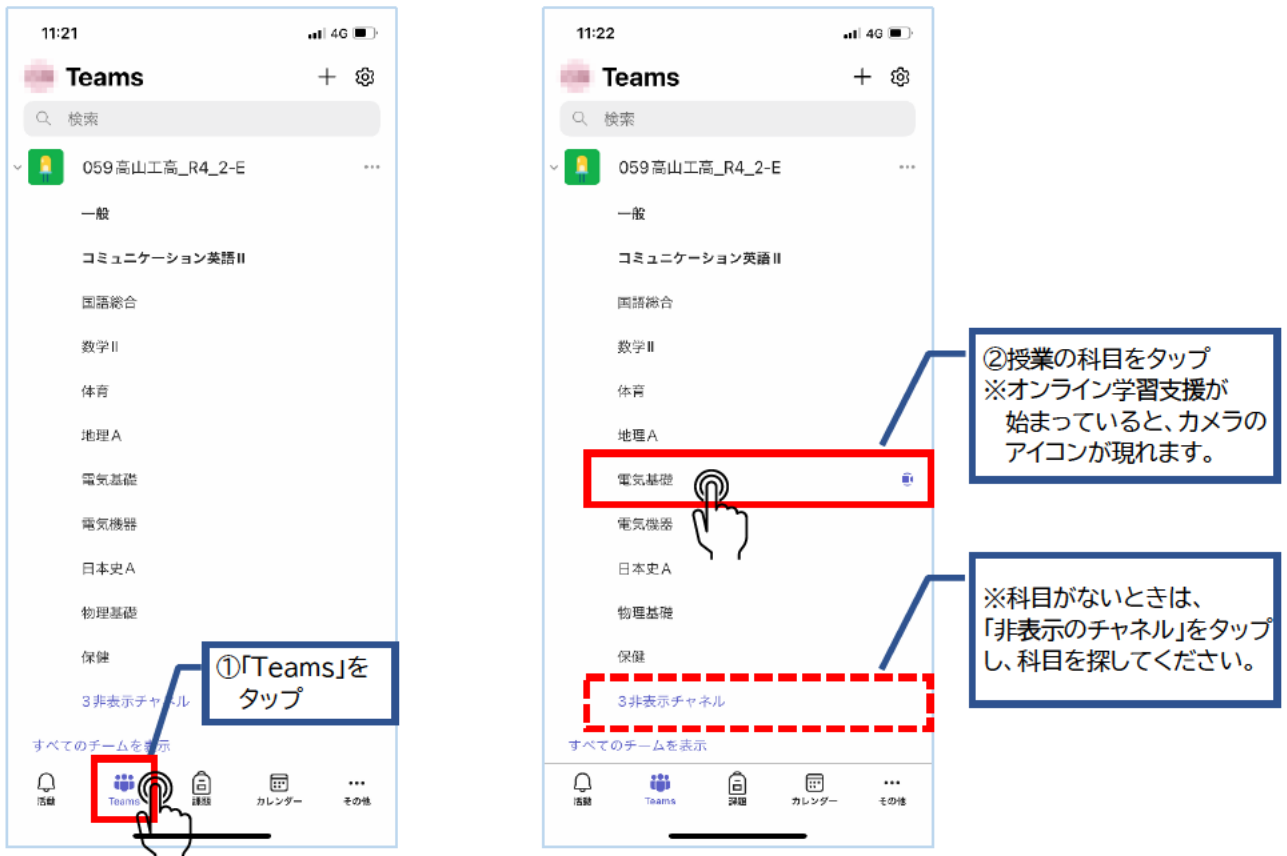 11:21
4G
Teams
検索
059高山工高_R4_2-E
一般
コミュニケーション英語II
国語総合
数学II
体育
地理A
電気基礎
電気機器
日本史A
物理基礎
保健
3非表示チャネル
すべてのチームを表示
活動
Teams
課題
カレンダー
その他
①「Teams」を
タップ
11:22
4G
Teams
検索
059高山工高_R4_2-E
一般
コミュニケーション英語II
国語総合
数学II
体育
地理A
電気基礎
電気機器
日本史A
物理基礎
保健
3非表示チャネル
すべてのチームを表示
活動
Teams
課題
カレンダー
その他
②授業の科目をタップ
※オンライン学習支援が
始まっていると、カメラの
アイコンが現れます。
※科目がないときは、
「非表示のチャネル」をタップ
し、科目を探してください。